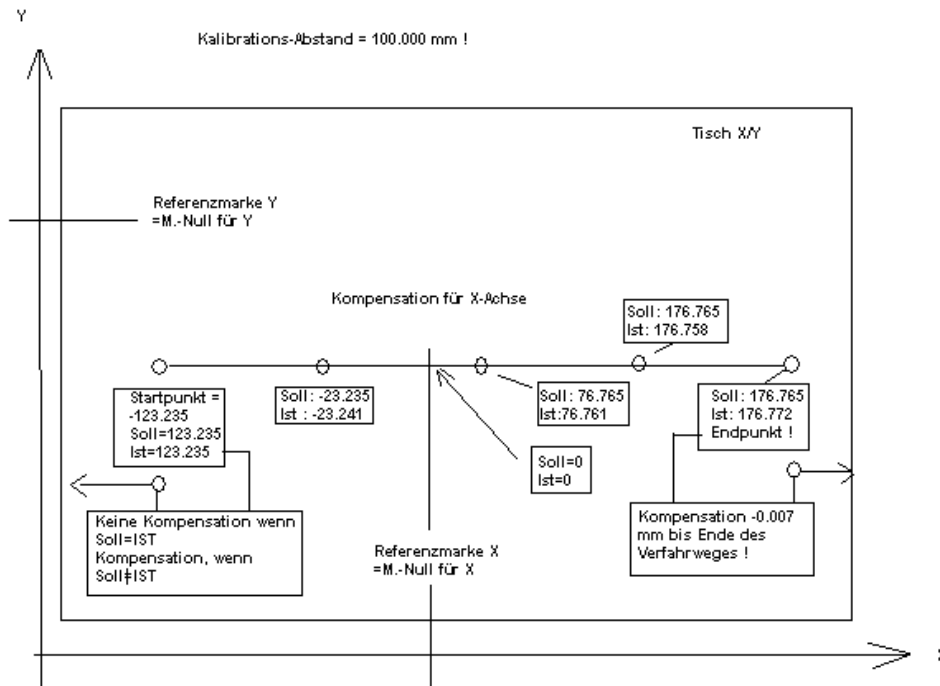 Y
Kalibrations-Abstand = 100.000 mm !
Tisch X/Y
Referenzmarke Y
=M.-Null für Y
Kompensation für X-Achse
Soll: 176.765
Ist: 176.758
Startpunkt =
-123.235
Soll=123.235
Ist=123.235
Soll: -23.235
Ist : -23.241
Soll: 76.765
Ist:76.761
Soll: 176.765
Ist: 176.772
Endpunkt !
Soll=0
Ist=0
Keine Kompensation wenn
Soll=IST
Kompensation, wenn
Soll‡IST
Kompensation -0.007
mm bis Ende des
Verfahrweges !
Referenzmarke X
=M.-Null für X
X